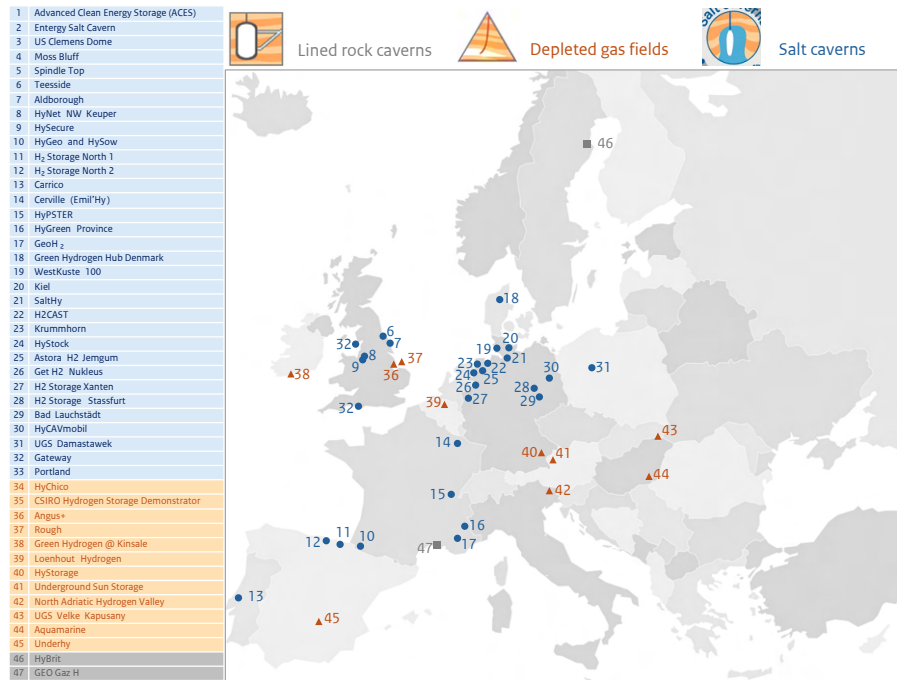 1 Advanced Clean Energy Storage (ACES)
2 Entergy Salt Cavern
3 US Clemens Dome
4 Moss Bluff
5 Spindle Top
6 Teesside
7 Aldborough
8 HyNet NW Keuper
9 HySecure
10 HyGeo and HySow
11 H₂ Storage North 1
12 H₂ Storage North 2
13 Carrico
14 Cerville (Emil'Hy)
15 HyPSTER
16 HyGreen Province
17 GeoH₂
18 Green Hydrogen Hub Denmark
19 WestKuste 100
20 Kiel
21 SaltHy
22 H2CAST
23 Krummhorn
24 HyStock
25 Astora H2 Jemgum
26 Get H2 Nukleus
27 H2 Storage Xanten
28 H2 Storage Stassfurt
29 Bad Lauchstädt
30 HyCAVmobil
31 UGS Damastawek
32 Gateway
33 Portland
34 HyChico
35 CSIRO Hydrogen Storage Demonstrator
36 Angus+
37 Rough
38 Green Hydrogen @ Kinsale
39 Loenhout Hydrogen
40 HyStorage
41 Underground Sun Storage
42 North Adriatic Hydrogen Valley
43 UGS Velke Kapusany
44 Aquamarine
45 Underhy
46 HyBrit
47 GEO Gaz H
Lined rock caverns
Depleted gas fields
Salt caverns
46
18
6
32
7
20
19
8
37
21
9
36
23
22
31
38
24
25
30
26
28
27
29
39
32
43
14
40
41
44
42
15
16
11
12
10
17
47
13
45